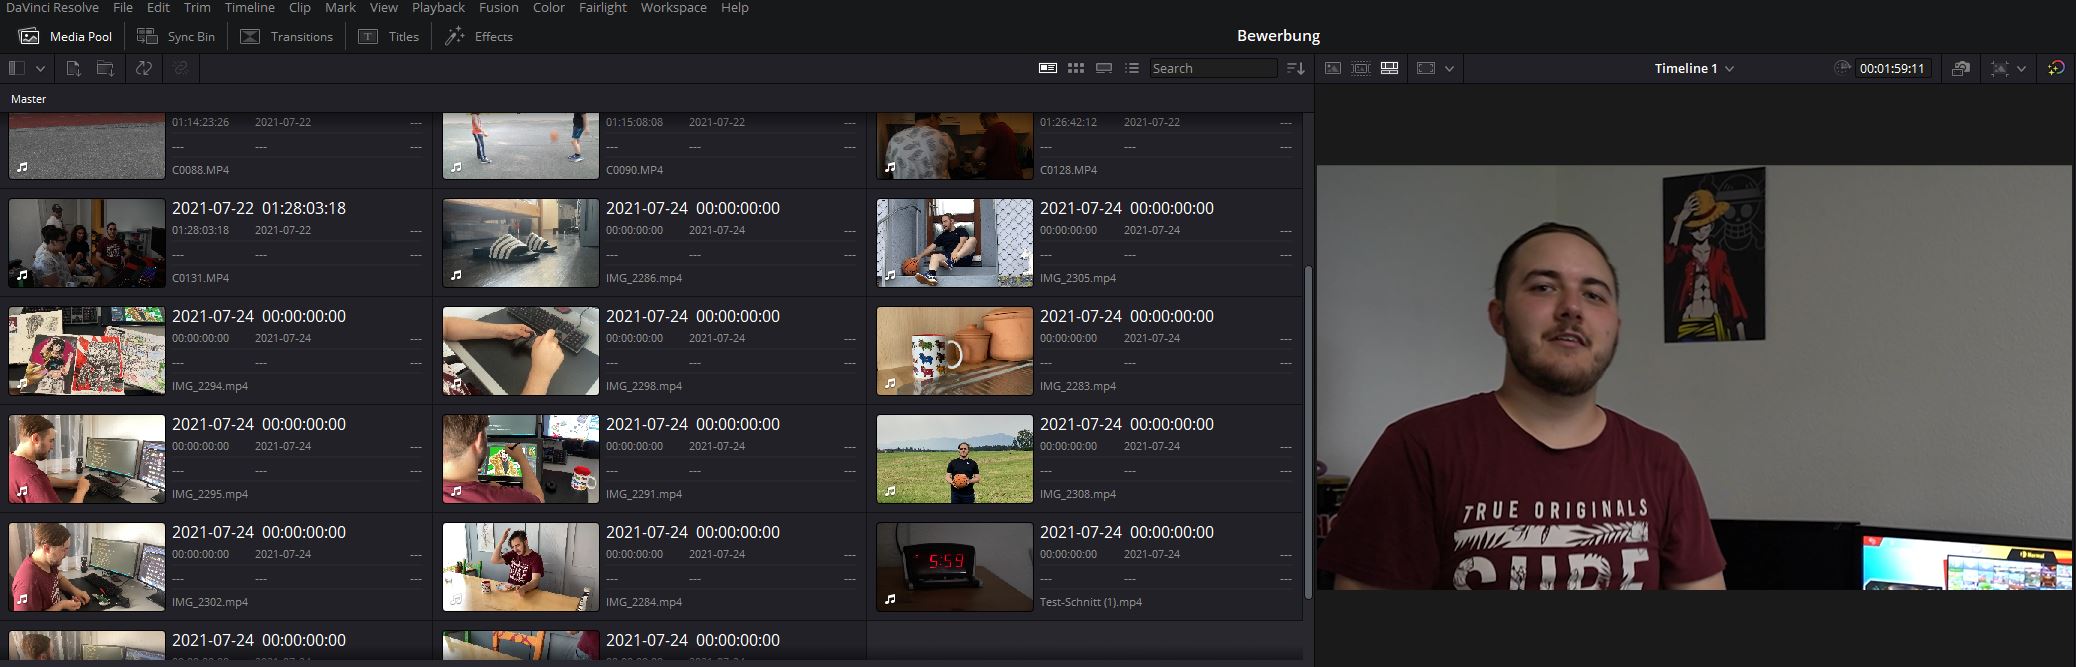 DaVinci Resolve File Edit Trim Timeline Clip Mark View Playback Fusion Color Fairlight Workspace Help
Media Pool Sync Bin Transitions Titles Effects Bewerbung
Search Timeline 1 00:01:59:11
Master
01:14:23:26 2021-07-22 --- 01:15:08:08 2021-07-22 --- 01:26:42:12 2021-07-22 ---
--- --- --- --- --- --- --- --- ---
C0088.MP4 C0090.MP4 C0128.MP4
2021-07-22 01:28:03:18 2021-07-24 00:00:00:00 2021-07-24 00:00:00:00
01:28:03:18 2021-07-22 --- 00:00:00:00 2021-07-24 --- 00:00:00:00 2021-07-24 ---
--- --- --- --- --- --- --- --- ---
C0131.MP4 IMG_2286.mp4 IMG_2305.mp4
2021-07-24 00:00:00:00 2021-07-24 00:00:00:00 2021-07-24 00:00:00:00
00:00:00:00 2021-07-24 --- 00:00:00:00 2021-07-24 --- 00:00:00:00 2021-07-24 ---
--- --- --- --- --- --- --- --- ---
IMG_2294.mp4 IMG_2298.mp4 IMG_2283.mp4
2021-07-24 00:00:00:00 2021-07-24 00:00:00:00 2021-07-24 00:00:00:00
00:00:00:00 2021-07-24 --- 00:00:00:00 2021-07-24 --- 00:00:00:00 2021-07-24 ---
--- --- --- --- --- --- --- --- ---
IMG_2295.mp4 IMG_2291.mp4 IMG_2308.mp4
2021-07-24 00:00:00:00 2021-07-24 00:00:00:00 2021-07-24 00:00:00:00
00:00:00:00 2021-07-24 --- 00:00:00:00 2021-07-24 --- 00:00:00:00 2021-07-24 ---
--- --- --- --- --- --- --- --- ---
IMG_2302.mp4 IMG_2284.mp4 Test-Schnitt (1).mp4
2021-07-24 00:00:00:00 2021-07-24 00:00:00:00
5:59
TRUE ORIGINALS
Normal